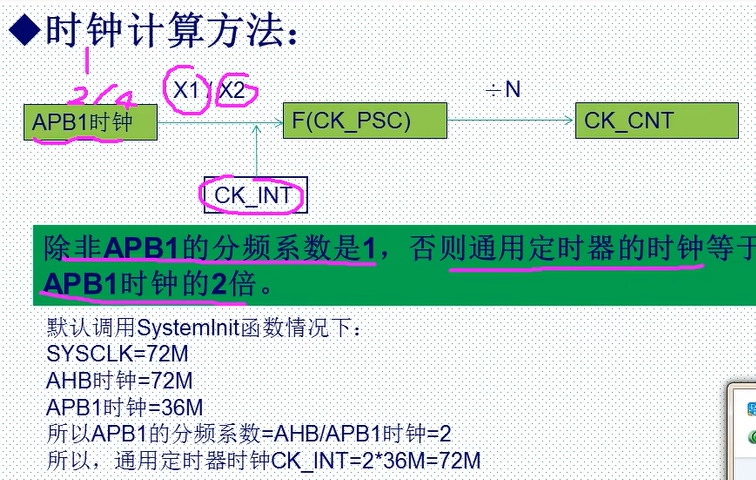 ◆时钟计算方法：
1
2/4
X1/X2
÷N
APB1时钟
F(CK_PSC)
CK_CNT
CK_INT
除非APB1的分频系数是1，否则通用定时器的时钟等于
APB1时钟的2倍。
默认调用SystemInit函数情况下：
SYSCLK=72M
AHB时钟=72M
APB1时钟=36M
所以APB1的分频系数=AHB/APB1时钟=2
所以，通用定时器时钟CK_INT=2*36M=72M